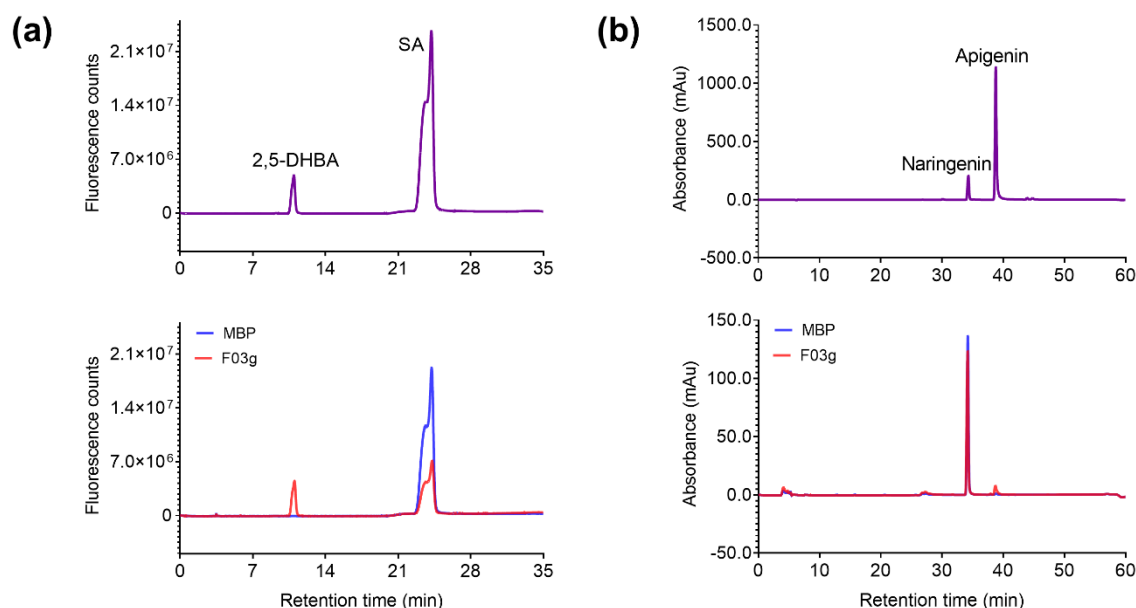 (a)
Fluorescence counts
2.1×10⁷
1.4×10⁷
7.0×10⁶
0
SA
2,5-DHBA
0 7 14 21 28 35
MBP
F03g
Fluorescence counts
2.1×10⁷
1.4×10⁷
7.0×10⁶
0
0 7 14 21 28 35
Retention time (min)
(b)
Absorbance (mAu)
1500.0
1000.0
500.0
0.0
-500.0
Apigenin
Naringenin
0 10 20 30 40 50 60
MBP
F03g
Absorbance (mAu)
150.0
100.0
50.0
0.0
-50.0
0 10 20 30 40 50 60
Retention time (min)